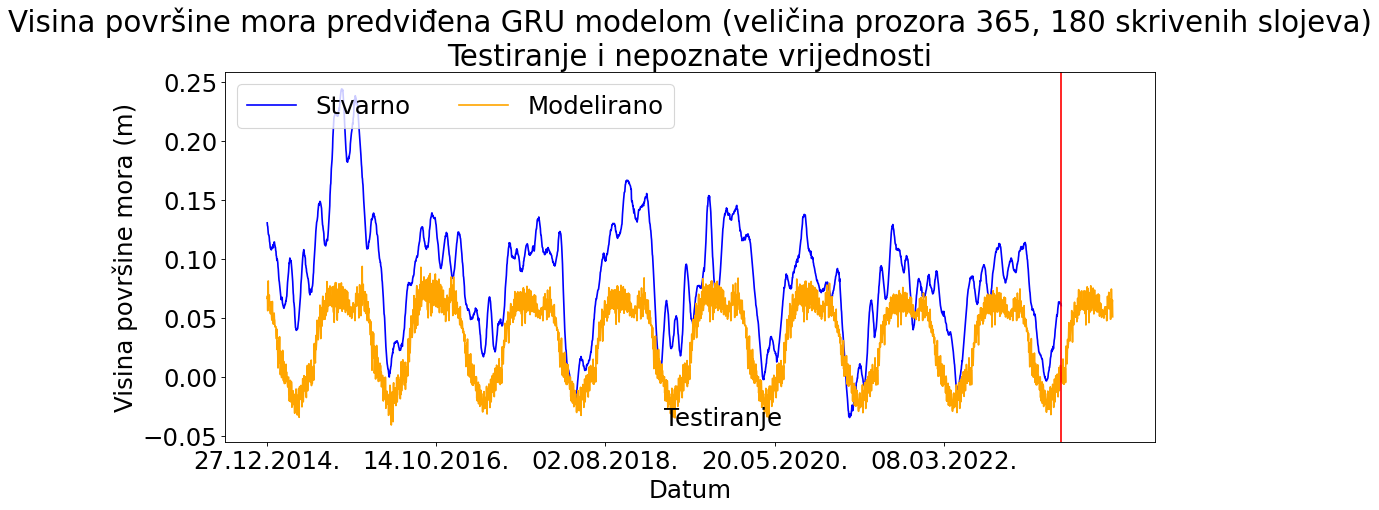 Visina površine mora predviđena GRU modelom (veličina prozora 365, 180 skrivenih slojeva)
Testiranje i nepoznate vrijednosti
Stvarno
Modelirano
Visina površine mora (m)
0.25
0.20
0.15
0.10
0.05
0.00
−0.05
Testiranje
27.12.2014.
14.10.2016.
02.08.2018.
20.05.2020.
08.03.2022.
Datum